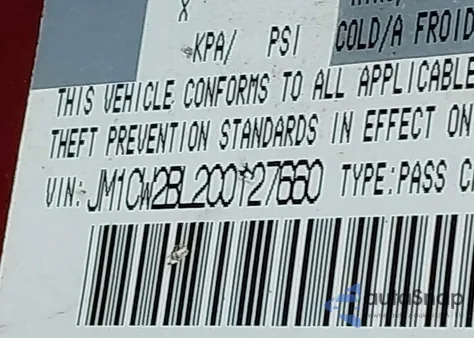 X
KPA/ PSI COLD/A FROID
THIS VEHICLE CONFORMS TO ALL APPLICABLE
THEFT PREVENTION STANDARDS IN EFFECT ON
VIN: JM1CW2BL2C0127660 TYPE:PASS C
autoSnap